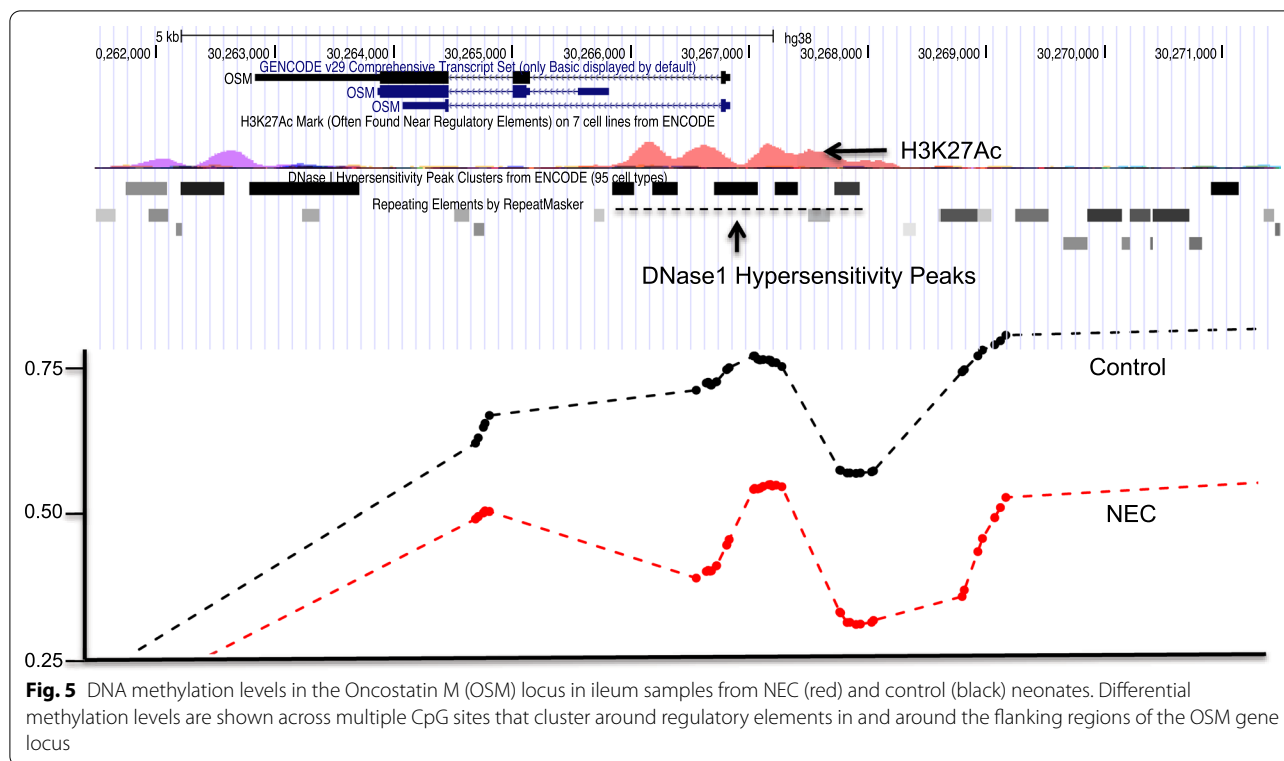 5 kb hg38
0,262,000 30,263,000 30,264,000 30,265,000 30,266,000 30,267,000 30,268,000 30,269,000 30,270,000 30,271,000
GENCODE v29 Comprehensive Transcript Set (only Basic displayed by default)
OSM
OSM
OSM
H3K27Ac Mark (Often Found Near Regulatory Elements) on 7 cell lines from ENCODE
H3K27Ac
DNase I Hypersensitivity Peak Clusters from ENCODE (95 cell types)
Repeating Elements by RepeatMasker
DNase1 Hypersensitivity Peaks
0.75
Control
0.50
NEC
0.25
Fig. 5 DNA methylation levels in the Oncostatin M (OSM) locus in ileum samples from NEC (red) and control (black) neonates. Differential
methylation levels are shown across multiple CpG sites that cluster around regulatory elements in and around the flanking regions of the OSM gene
locus